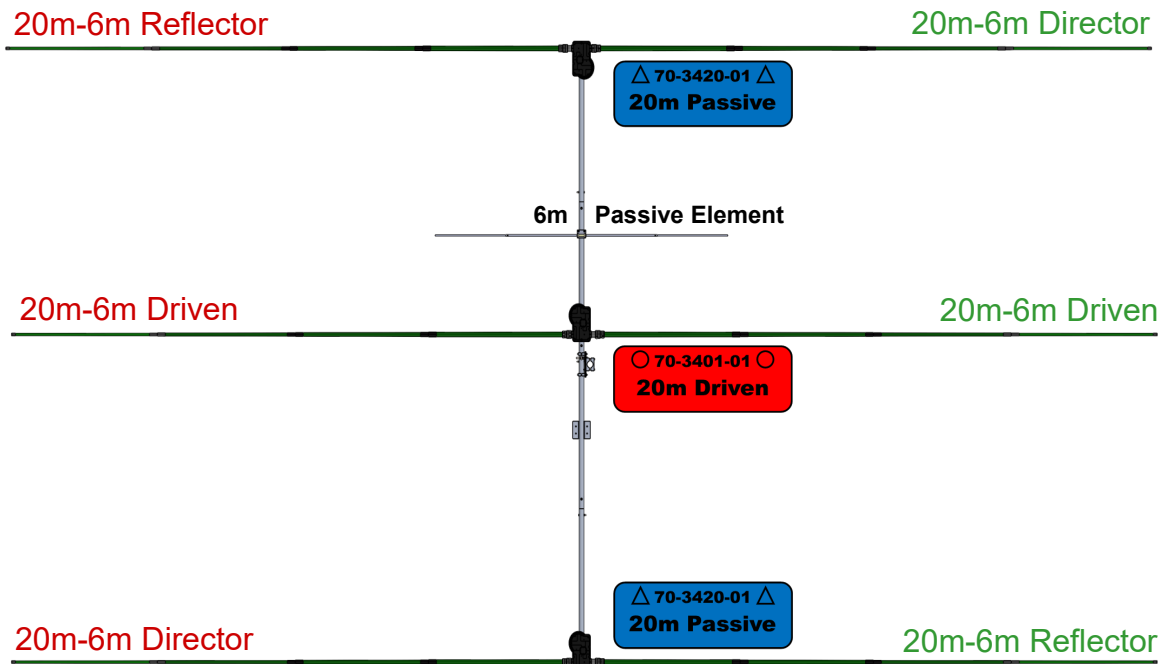 20m-6m Reflector
20m-6m Director
△ 70-3420-01 △
20m Passive
6m Passive Element
20m-6m Driven
20m-6m Driven
○ 70-3401-01 ○
20m Driven
△ 70-3420-01 △
20m Passive
20m-6m Director
20m-6m Reflector